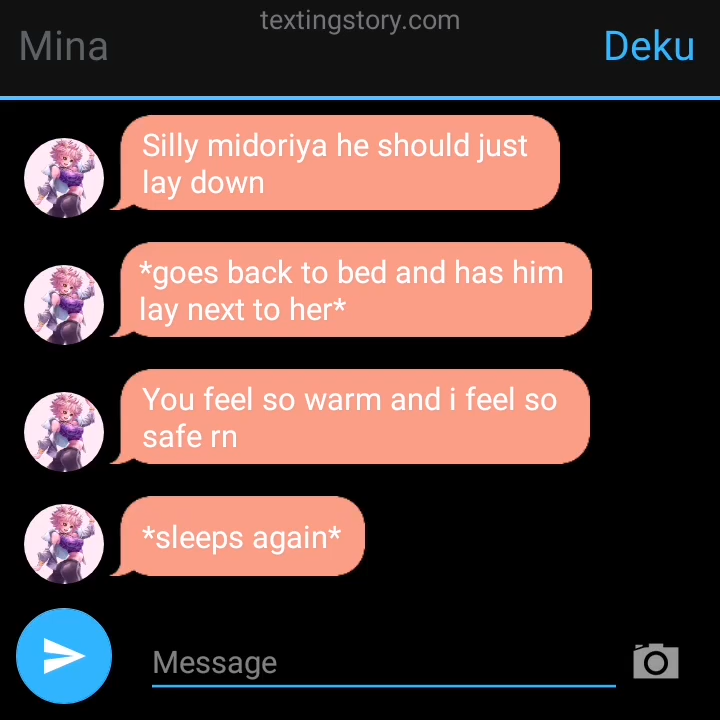 textingstory.com
Mina
Deku
Silly midoriya he should just
lay down
*goes back to bed and has him
lay next to her*
You feel so warm and i feel so
safe rn
*sleeps again*
Message